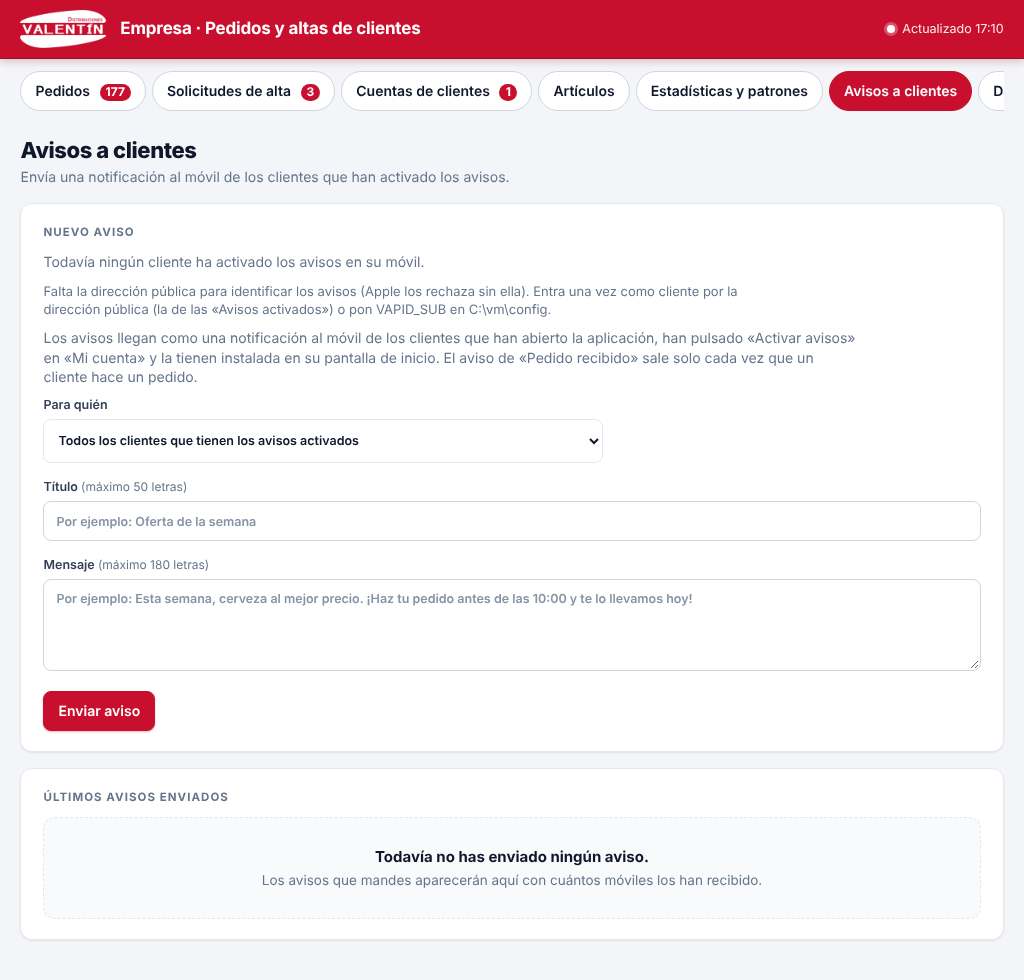 Distribuciones
VALENTÍN
Empresa · Pedidos y altas de clientes
Actualizado 17:10
Pedidos 177
Solicitudes de alta 3
Cuentas de clientes 1
Artículos
Estadísticas y patrones
Avisos a clientes
D
Avisos a clientes
Envía una notificación al móvil de los clientes que han activado los avisos.
NUEVO AVISO
Todavía ningún cliente ha activado los avisos en su móvil.
Falta la dirección pública para identificar los avisos (Apple los rechaza sin ella). Entra una vez como cliente por la
dirección pública (la de las «Avisos activados») o pon VAPID_SUB en C:\vm\config.
Los avisos llegan como una notificación al móvil de los clientes que han abierto la aplicación, han pulsado «Activar avisos»
en «Mi cuenta» y la tienen instalada en su pantalla de inicio. El aviso de «Pedido recibido» sale solo cada vez que un
cliente hace un pedido.
Para quién
Todos los clientes que tienen los avisos activados
Título (máximo 50 letras)
Por ejemplo: Oferta de la semana
Mensaje (máximo 180 letras)
Por ejemplo: Esta semana, cerveza al mejor precio. ¡Haz tu pedido antes de las 10:00 y te lo llevamos hoy!
Enviar aviso
ÚLTIMOS AVISOS ENVIADOS
Todavía no has enviado ningún aviso.
Los avisos que mandes aparecerán aquí con cuántos móviles los han recibido.